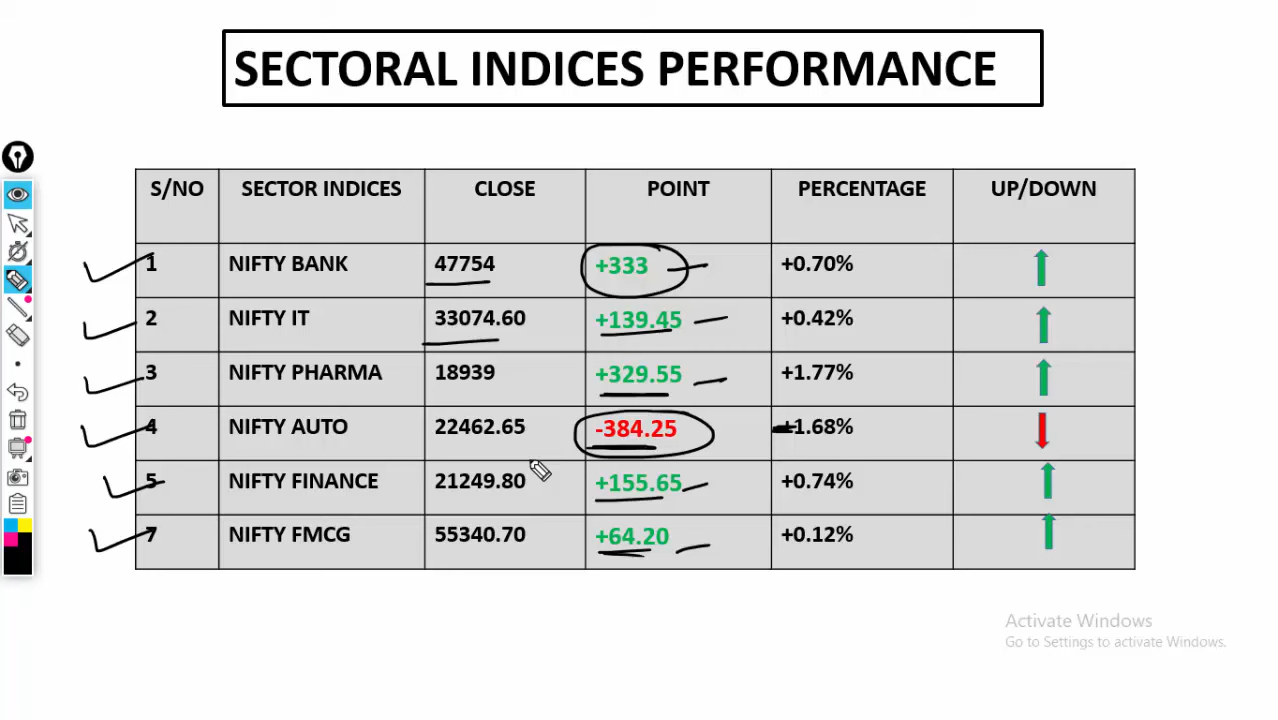 SECTORAL INDICES PERFORMANCE
S/NO SECTOR INDICES CLOSE POINT PERCENTAGE UP/DOWN
1 NIFTY BANK 47754 +333 +0.70%
2 NIFTY IT 33074.60 +139.45 +0.42%
3 NIFTY PHARMA 18939 +329.55 +1.77%
4 NIFTY AUTO 22462.65 -384.25 +1.68%
5 NIFTY FINANCE 21249.80 +155.65 +0.74%
7 NIFTY FMCG 55340.70 +64.20 +0.12%
Activate Windows
Go to Settings to activate Windows.